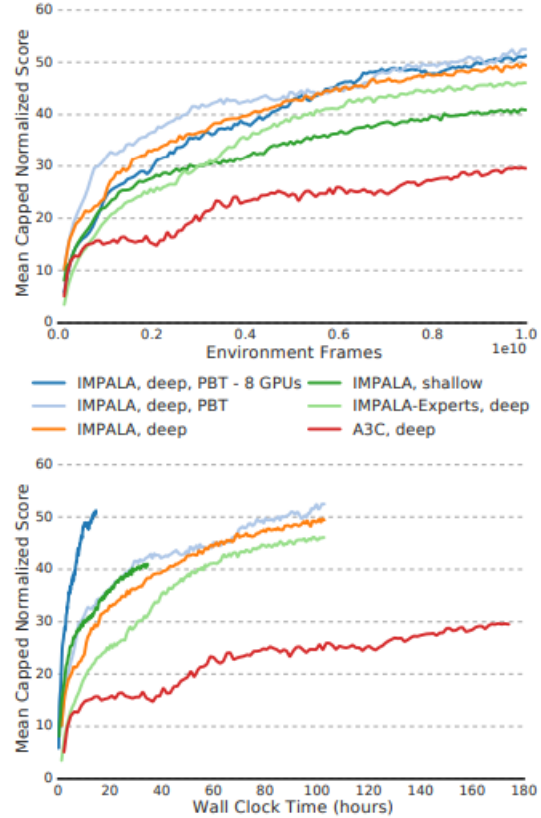 60
50
40
30
20
10
0
Mean Capped Normalized Score
0.0 0.2 0.4 0.6 0.8 1.0
Environment Frames
1e10
IMPALA, deep, PBT - 8 GPUs
IMPALA, deep, PBT
IMPALA, deep
IMPALA, shallow
IMPALA-Experts, deep
A3C, deep
60
50
40
30
20
10
0
Mean Capped Normalized Score
0 20 40 60 80 100 120 140 160 180
Wall Clock Time (hours)